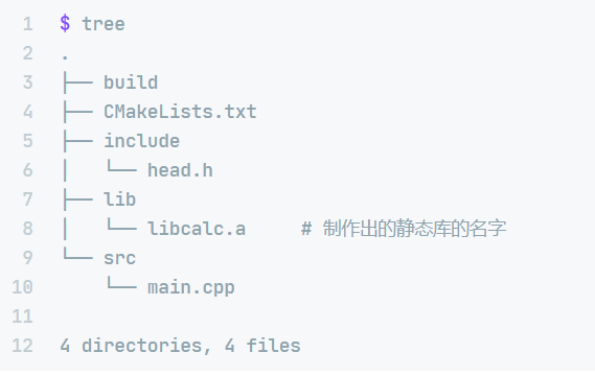 1 $ tree
2 .
3 ├── build
4 ├── CMakeLists.txt
5 ├── include
6 │   └── head.h
7 ├── lib
8 │   └── libcalc.a     # 制作出的静态库的名字
9 └── src
10     └── main.cpp
11
12 4 directories, 4 files